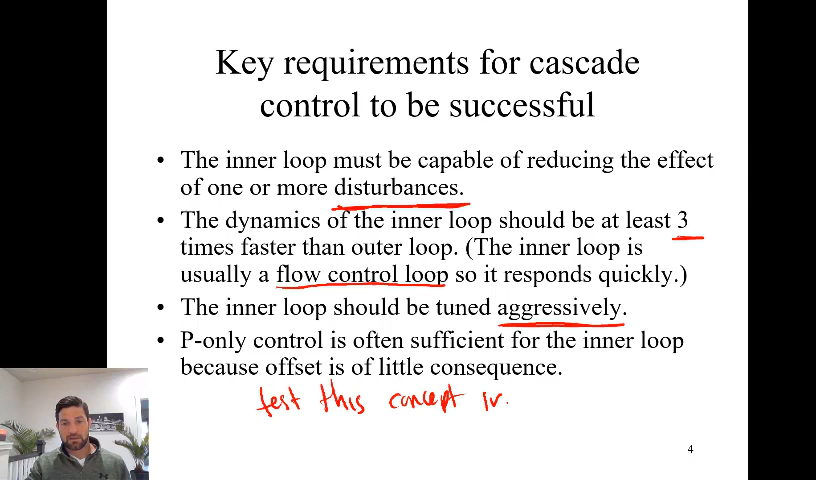 Key requirements for cascade
control to be successful
• The inner loop must be capable of reducing the effect
of one or more disturbances.
• The dynamics of the inner loop should be at least 3
times faster than outer loop. (The inner loop is
usually a flow control loop so it responds quickly.)
• The inner loop should be tuned aggressively.
• P-only control is often sufficient for the inner loop
because offset is of little consequence.
test this concept
4